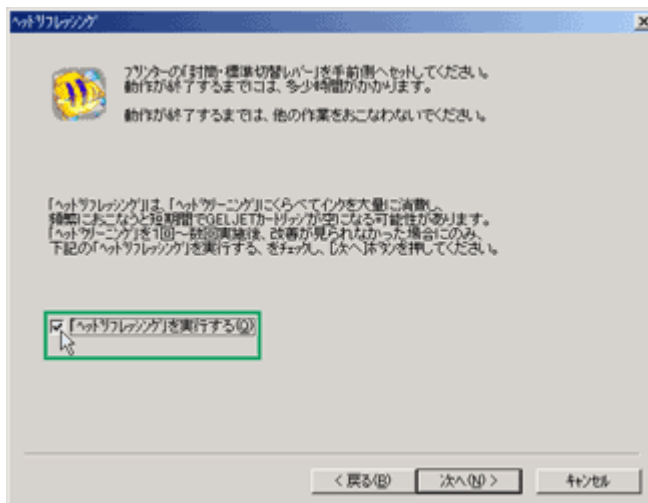 ヘッドリフレッシング
プリンターの「封筒・標準切替レバー」を手前側へセットしてください。
動作が終了するまでには、多少時間がかかります。
動作が終了するまでは、他の作業をおこなわないでください。
「ヘッドリフレッシング」は、「ヘッドクリーニング」にくらべてインクを大量に消費し、
頻繁におこなうと短期間でGELJETカートリッジが空になる可能性があります。
「ヘッドクリーニング」を1回～数回実施後、改善が見られなかった場合にのみ、
下記の「ヘッドリフレッシング」を実行する、をチェックし、[次へ]ボタンを押してください。
「ヘッドリフレッシング」を実行する(Q)
< 戻る(B)
次へ(N) >
キャンセル